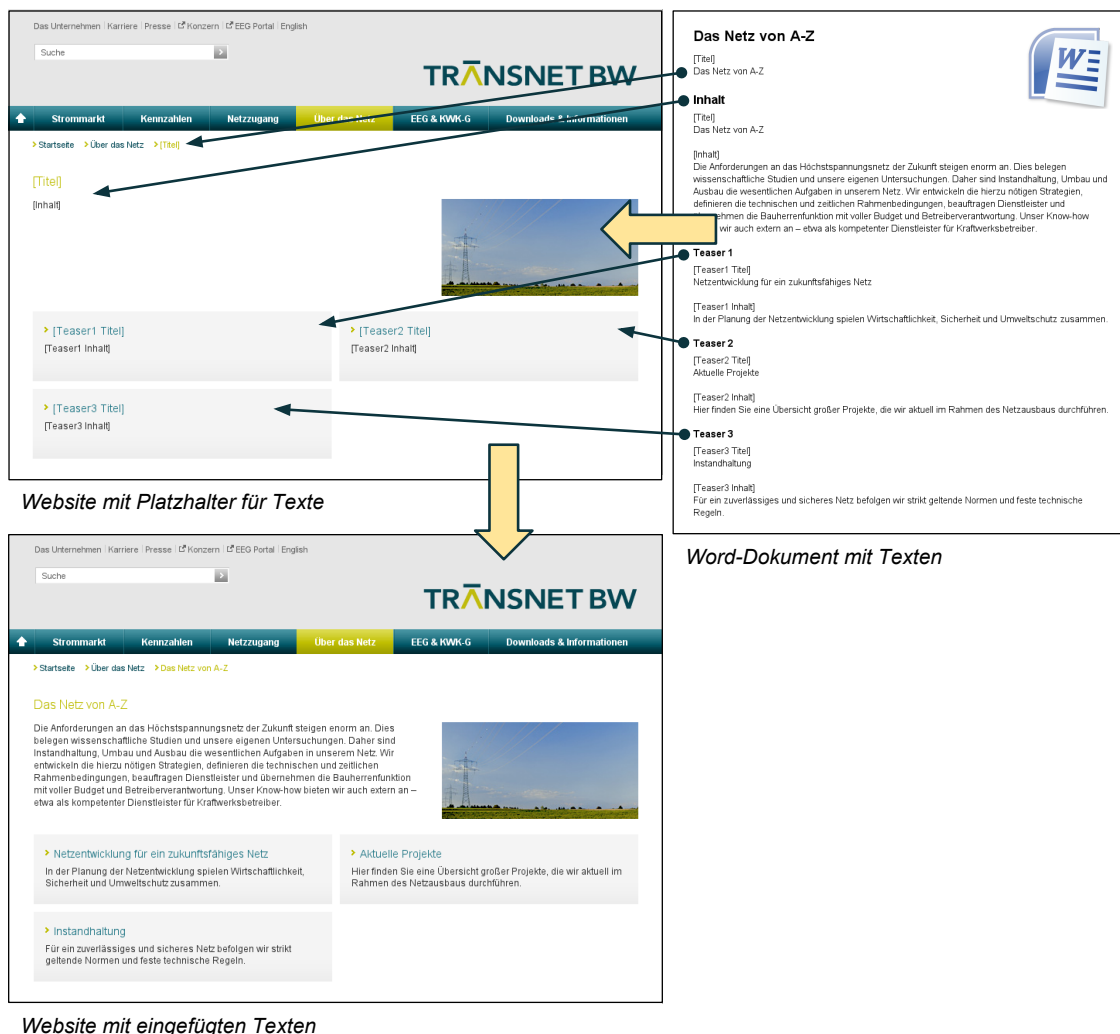 Das Unternehmen | Karriere | Presse | Konzern | EEG Portal | English
Suche
TRANSNET BW
Strommarkt Kennzahlen Netzzugang Über das Netz EEG & KWK-G Downloads & Informationen
Startseite Über das Netz [Titel]
[Titel]
[Inhalt]
[Teaser1 Titel]
[Teaser1 Inhalt]
[Teaser2 Titel]
[Teaser2 Inhalt]
[Teaser3 Titel]
[Teaser3 Inhalt]
Website mit Platzhalter für Texte
Das Netz von A-Z
[Titel]
Das Netz von A-Z
Inhalt
[Titel]
Das Netz von A-Z
[Inhalt]
Die Anforderungen an das Höchstspannungsnetz der Zukunft steigen enorm an. Dies belegen
wissenschaftliche Studien und unsere eigenen Untersuchungen. Daher sind Instandhaltung, Umbau und
Ausbau die wesentlichen Aufgaben in unserem Netz. Wir entwickeln die hierzu nötigen Strategien,
definieren die technischen und zeitlichen Rahmenbedingungen, beauftragen Dienstleister und
ehmen die Bauherrenfunktion mit voller Budget und Betreiberverantwortung. Unser Know-how
wir auch extern an – etwa als kompetenter Dienstleister für Kraftwerksbetreiber.
Teaser 1
[Teaser1 Titel]
Netzentwicklung für ein zukunftsfähiges Netz
[Teaser1 Inhalt]
In der Planung der Netzentwicklung spielen Wirtschaftlichkeit, Sicherheit und Umweltschutz zusammen.
Teaser 2
[Teaser2 Titel]
Aktuelle Projekte
[Teaser2 Inhalt]
Hier finden Sie eine Übersicht großer Projekte, die wir aktuell im Rahmen des Netzausbaus durchführen.
Teaser 3
[Teaser3 Titel]
Instandhaltung
[Teaser3 Inhalt]
Für ein zuverlässiges und sicheres Netz befolgen wir strikt geltende Normen und feste technische
Regeln.
W
Word-Dokument mit Texten
Das Unternehmen | Karriere | Presse | Konzern | EEG Portal | English
Suche
TRANSNET BW
Strommarkt Kennzahlen Netzzugang Über das Netz EEG & KWK-G Downloads & Informationen
Startseite Über das Netz Das Netz von A-Z
Das Netz von A-Z
Die Anforderungen an das Höchstspannungsnetz der Zukunft steigen enorm an. Dies
belegen wissenschaftliche Studien und unsere eigenen Untersuchungen. Daher sind
Instandhaltung, Umbau und Ausbau die wesentlichen Aufgaben in unserem Netz. Wir
entwickeln die hierzu nötigen Strategien, definieren die technischen und zeitlichen
Rahmenbedingungen, beauftragen Dienstleister und übernehmen die Bauherrenfunktion
mit voller Budget und Betreiberverantwortung. Unser Know-how bieten wir auch extern an –
etwa als kompetenter Dienstleister für Kraftwerksbetreiber.
Netzentwicklung für ein zukunftsfähiges Netz
In der Planung der Netzentwicklung spielen Wirtschaftlichkeit,
Sicherheit und Umweltschutz zusammen.
Aktuelle Projekte
Hier finden Sie eine Übersicht großer Projekte, die wir aktuell im
Rahmen des Netzausbaus durchführen.
Instandhaltung
Für ein zuverlässiges und sicheres Netz befolgen wir strikt
geltende Normen und feste technische Regeln.
Website mit eingefügten Texten